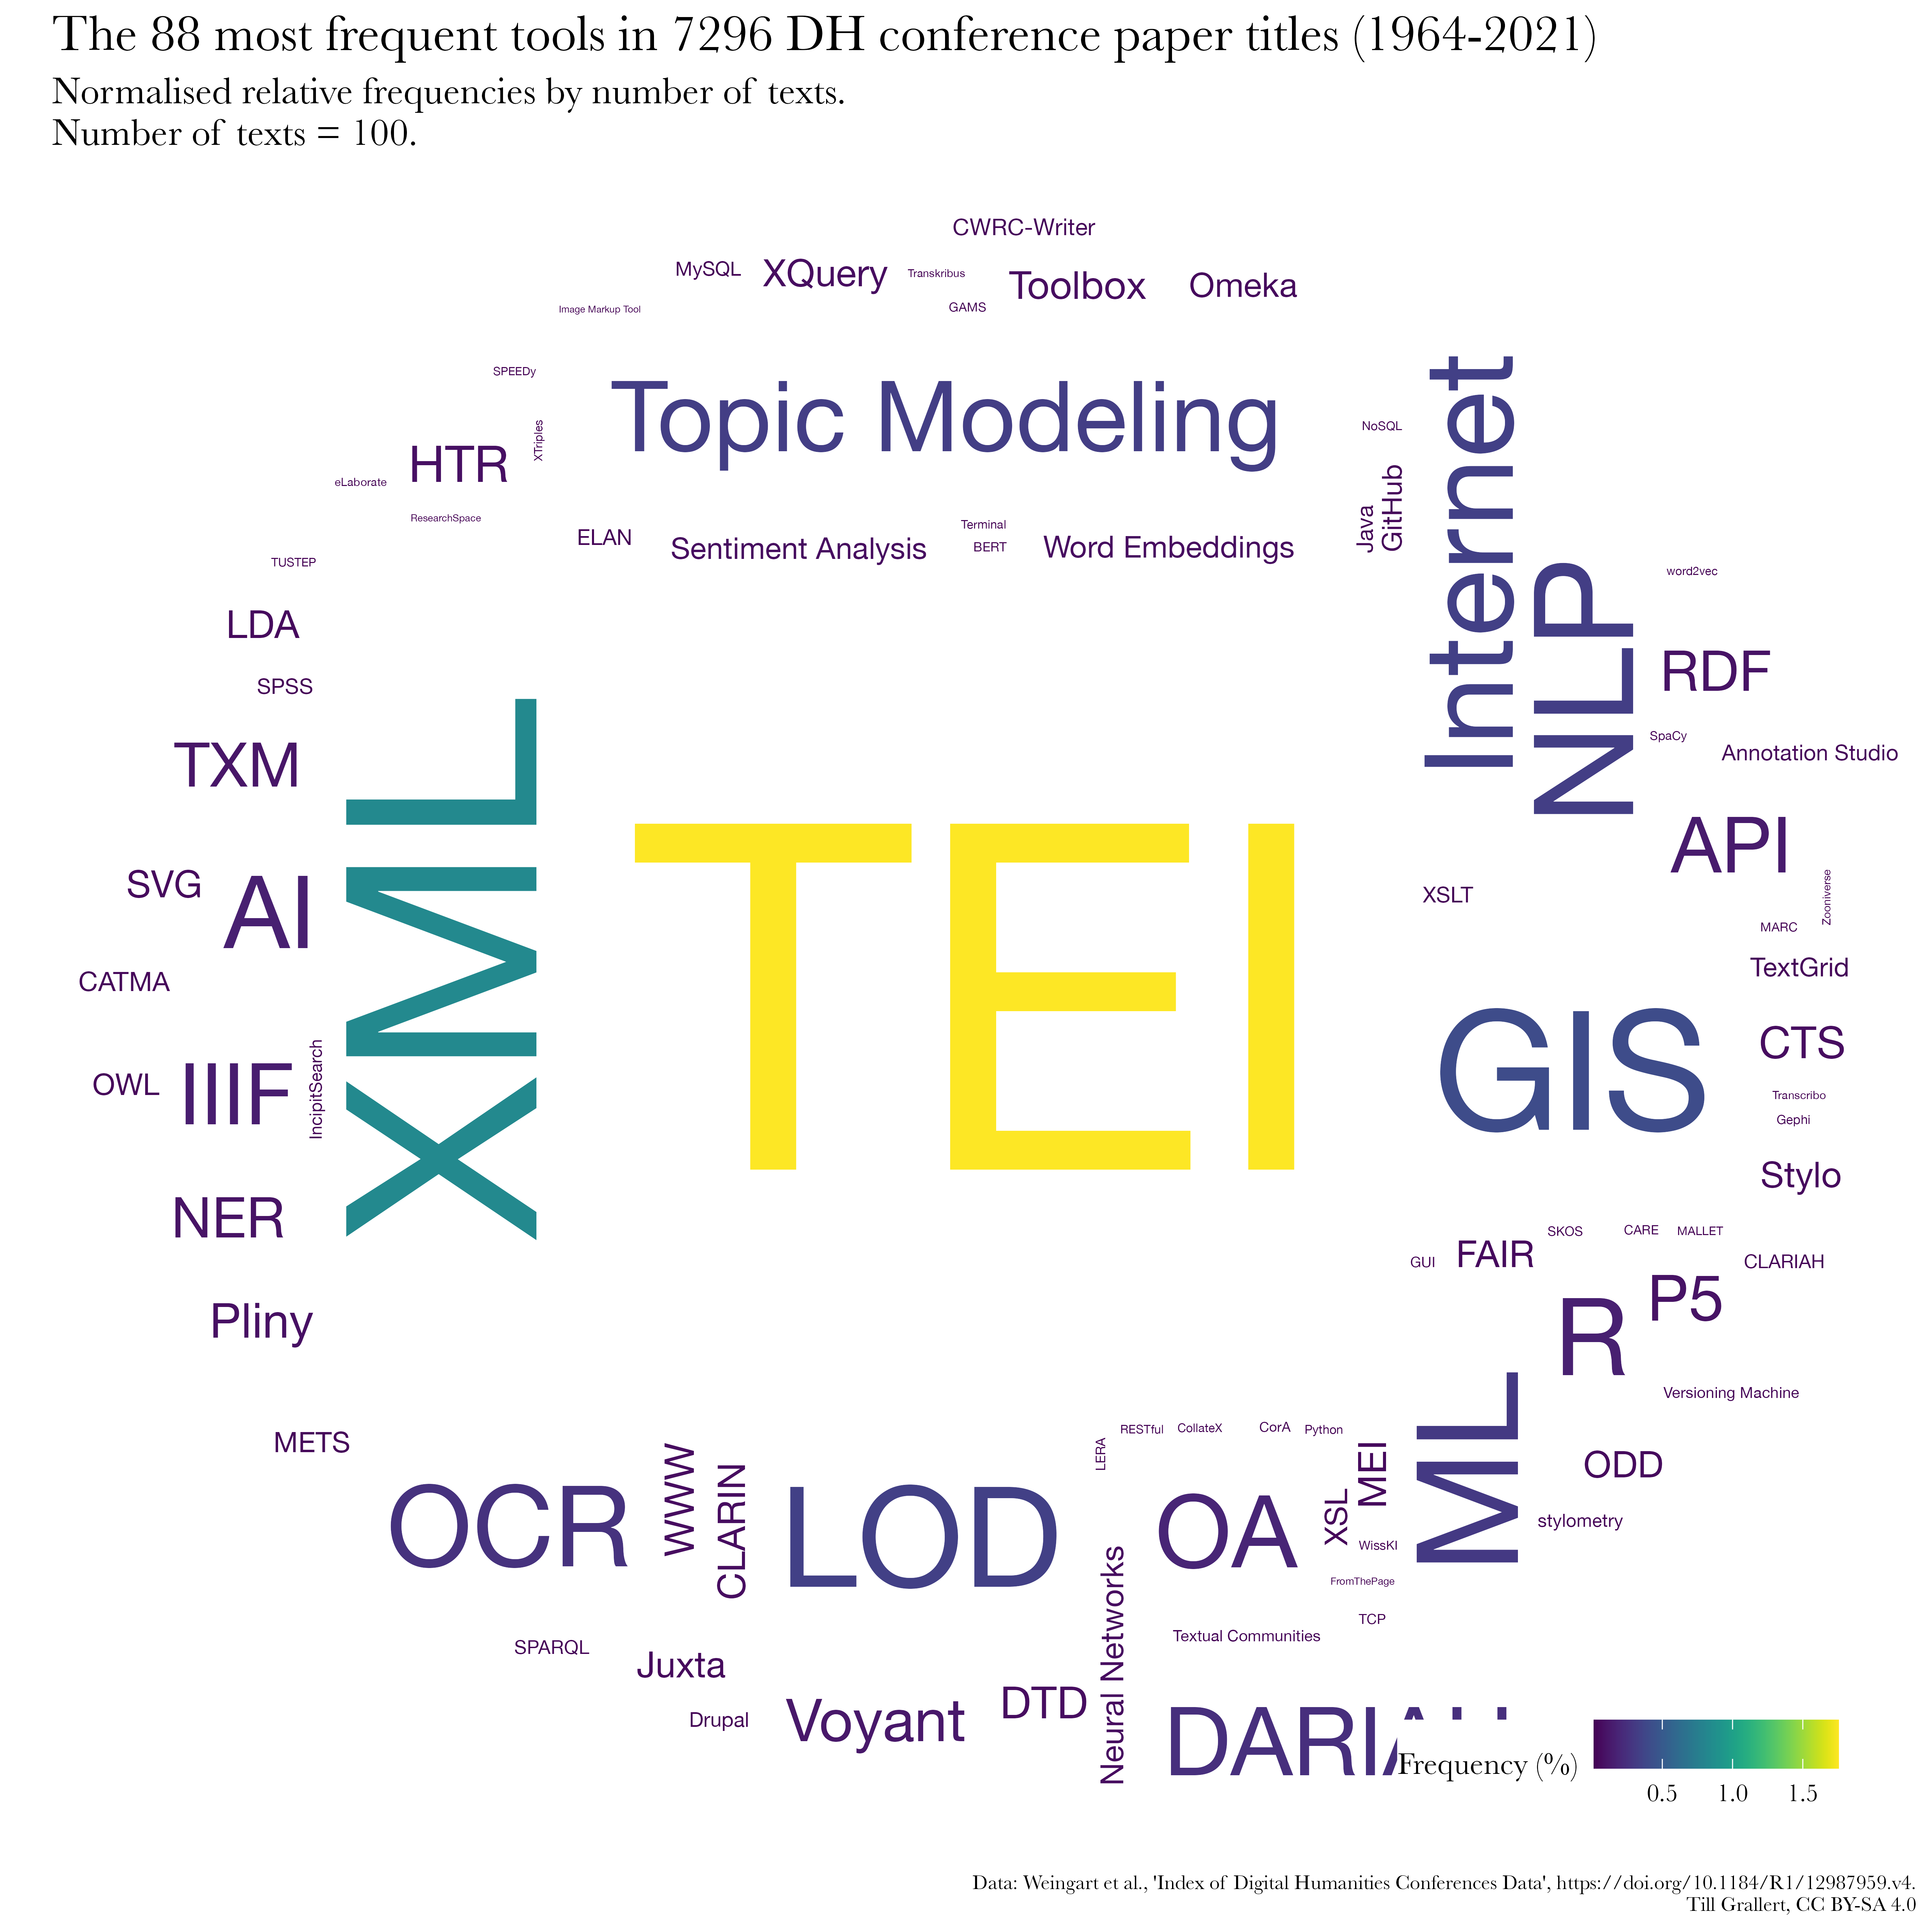 The 88 most frequent tools in 7296 DH conference paper titles (1964-2021)
Normalised relative frequencies by number of texts.
Number of texts = 100.
CWRC-Writer
MySQL
XQuery
Transkribus
Toolbox
Omeka
Image Markup Tool
GAMS
SPEEDy
Topic Modeling
Internet
NoSQL
HTR
XTriples
eLaborate
GitHub
Java
ResearchSpace
ELAN
Sentiment Analysis
Terminal
BERT
Word Embeddings
TUSTEP
NLP
word2vec
LDA
RDF
SPSS
XML
TXM
SpaCy
Annotation Studio
TEI
API
SVG
AI
XSLT
Zooniverse
MARC
TextGrid
CATMA
GIS
CTS
OWL
IIIF
IncipitSearch
Transcribo
Gephi
Stylo
NER
SKOS
CARE
MALLET
GUI
FAIR
CLARIAH
Pliny
R
P5
ML
Versioning Machine
METS
WWW
CLARIN
LERA
RESTful
CollateX
CorA
Python
MEI
ODD
OCR
LOD
OA
XSL
stylometry
WissKI
Neural Networks
FromThePage
TCP
Textual Communities
SPARQL
Juxta
Drupal
Voyant
DTD
DARIAH
Frequency (%)
0.5 1.0 1.5
Data: Weingart et al., 'Index of Digital Humanities Conferences Data', https://doi.org/10.1184/R1/12987959.v4.
Till Grallert, CC BY-SA 4.0